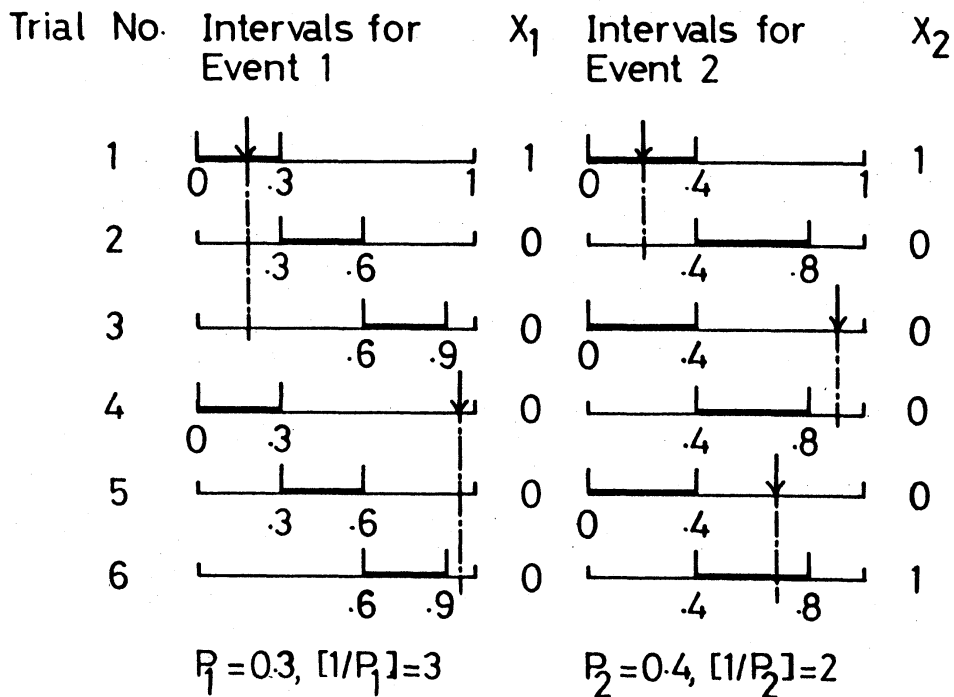 Trial No. Intervals for Event 1 X₁ Intervals for Event 2 X₂
1 1 1
0 .3 1 0 .4 1
2 0 0
.3 .6 .4 .8
3 0 0
.6 .9 0 .4
4 0 0
0 .3 .4 .8
5 0 0
.3 .6 0 .4
6 0 1
.6 .9 .4 .8
P₁=0.3, [1/P₁]=3 P₂=0.4, [1/P₂]=2